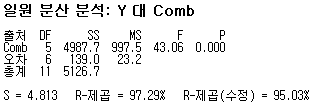 일원 분산 분석: Y 대 Comb
출처 DF SS MS F P
Comb 5 4987.7 997.5 43.06 0.000
오차 6 139.0 23.2
총계 11 5126.7
S = 4.813 R-제곱 = 97.29% R-제곱(수정) = 95.03%